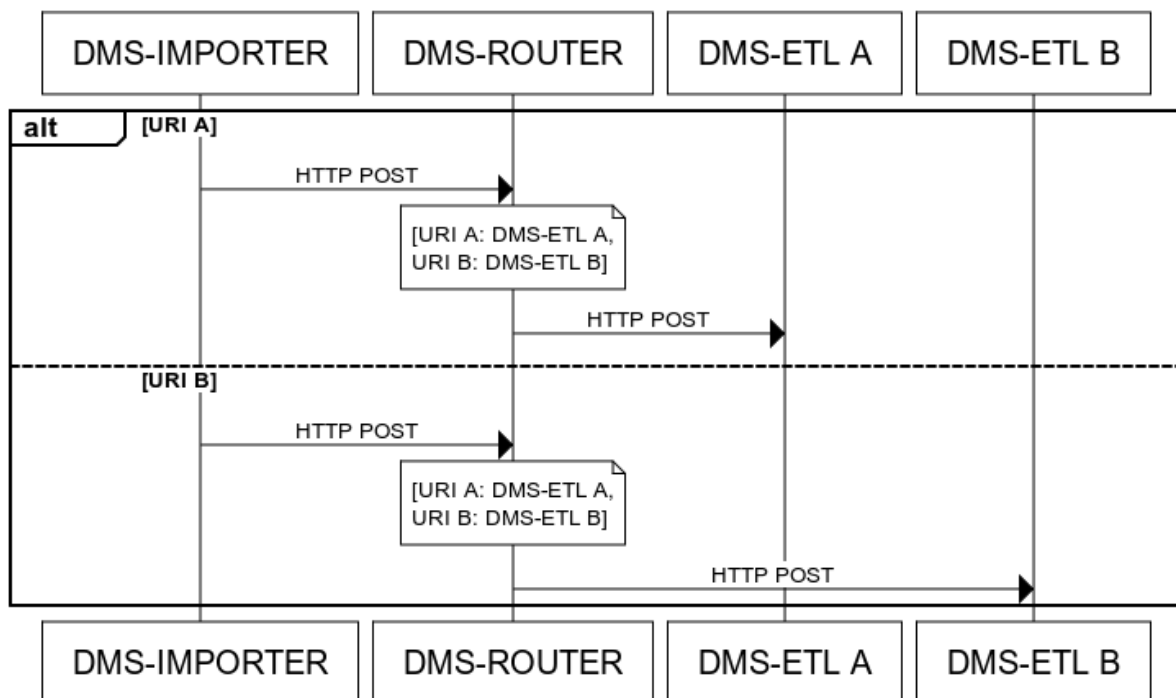 DMS-IMPORTER
DMS-ROUTER
DMS-ETL A
DMS-ETL B
alt
[URI A]
HTTP POST
[URI A: DMS-ETL A,
URI B: DMS-ETL B]
HTTP POST
[URI B]
HTTP POST
[URI A: DMS-ETL A,
URI B: DMS-ETL B]
HTTP POST
DMS-IMPORTER
DMS-ROUTER
DMS-ETL A
DMS-ETL B